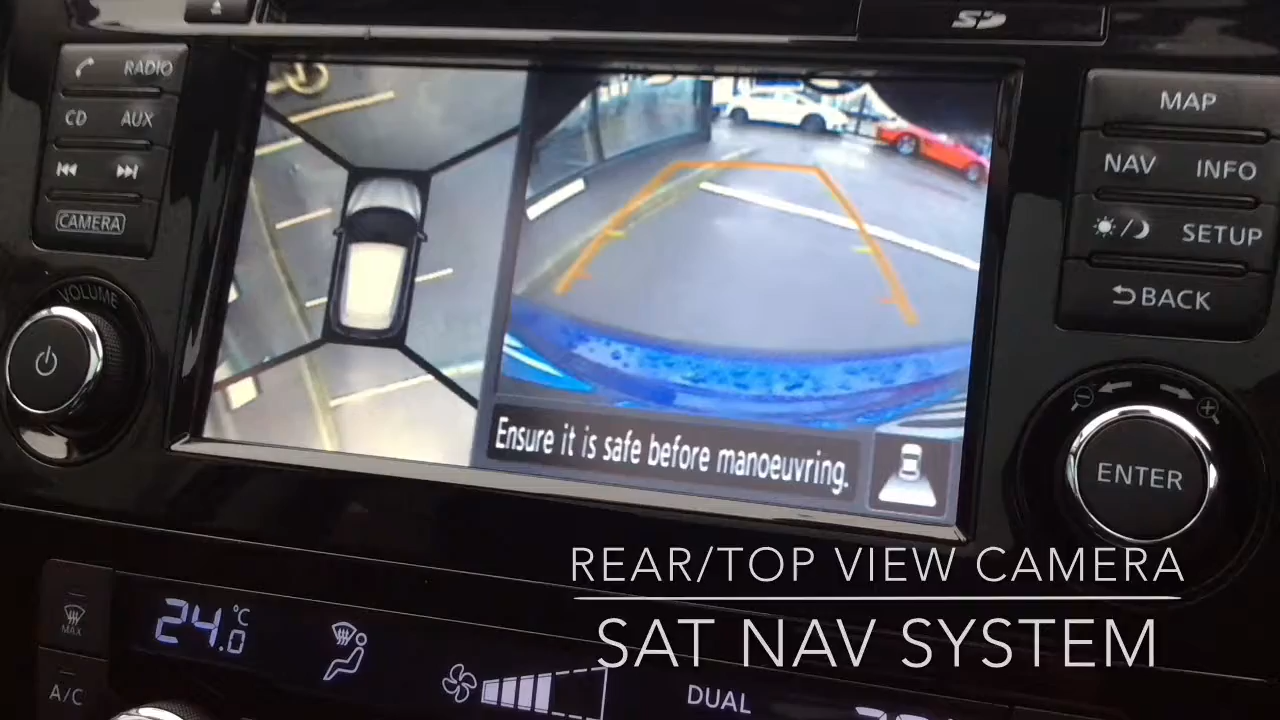 SD
RADIO
CD AUX
CAMERA
VOLUME
MAP
NAV INFO
SETUP
BACK
ENTER
Ensure it is safe before manoeuvring.
REAR/TOP VIEW CAMERA
SAT NAV SYSTEM
MAX
24.0 °C
A/C
DUAL